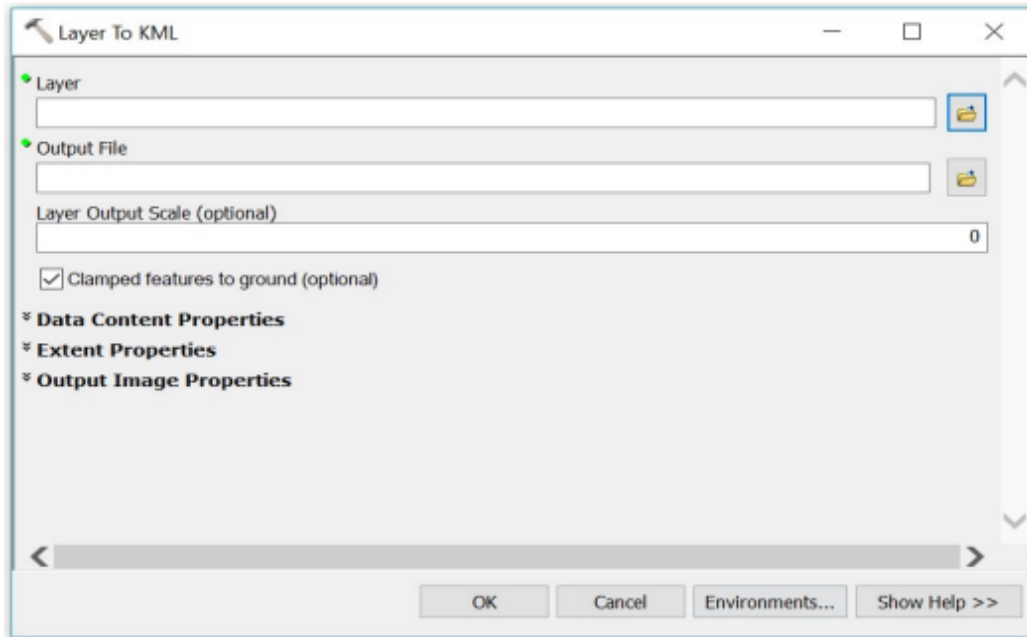 Layer To KML
Layer
Output File
Layer Output Scale (optional)
0
Clamped features to ground (optional)
Data Content Properties
Extent Properties
Output Image Properties
OK Cancel Environments... Show Help >>